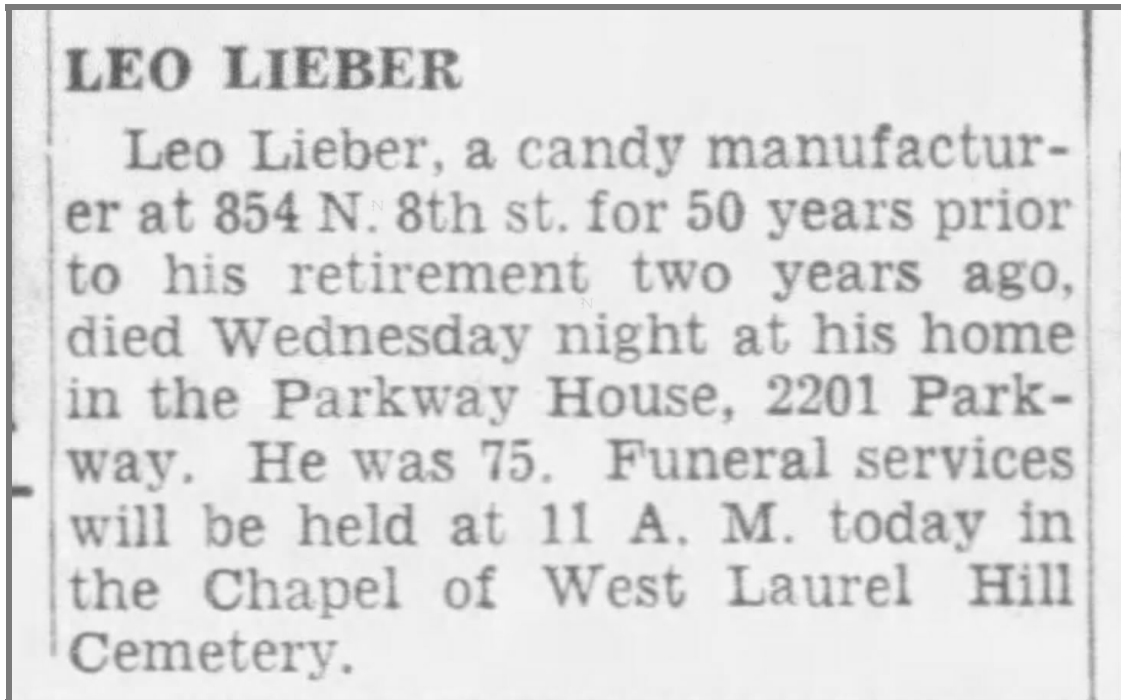 LEO LIEBER
Leo Lieber, a candy manufactur-
er at 854 N. 8th st. for 50 years prior
to his retirement two years ago,
died Wednesday night at his home
in the Parkway House, 2201 Park-
way. He was 75. Funeral services
will be held at 11 A. M. today in
the Chapel of West Laurel Hill
Cemetery.